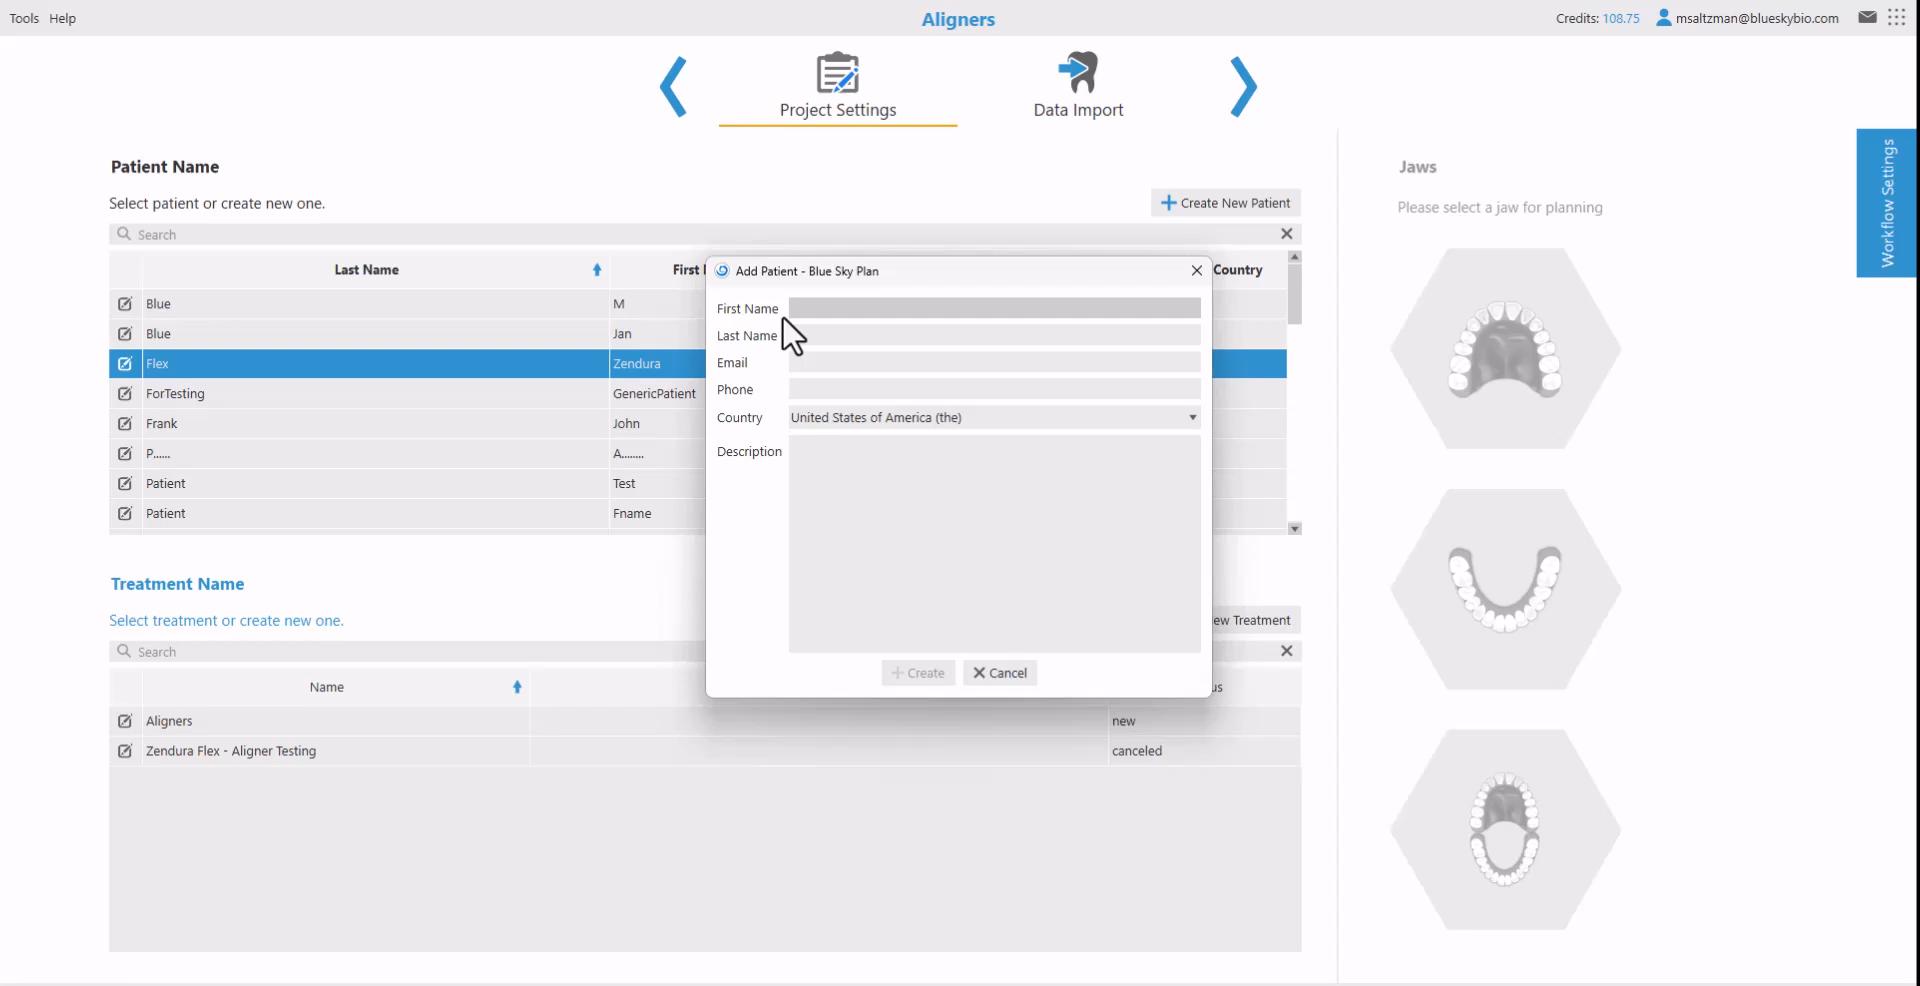 Tools Help
Aligners
Credits: 108.75 msaltzman@blueskybio.com
Project Settings
Data Import
Workflow Settings
Patient Name
Select patient or create new one.
Create New Patient
Search
Last Name
First
Country
Blue M
Blue Jan
Flex Zendura
ForTesting GenericPatient
Frank John
P...... A........
Patient Test
Patient Fname
Add Patient - Blue Sky Plan
First Name
Last Name
Email
Phone
Country United States of America (the)
Description
Create Cancel
Treatment Name
Select treatment or create new one.
ew Treatment
Search
Name
us
Aligners new
Zendura Flex - Aligner Testing canceled
Jaws
Please select a jaw for planning